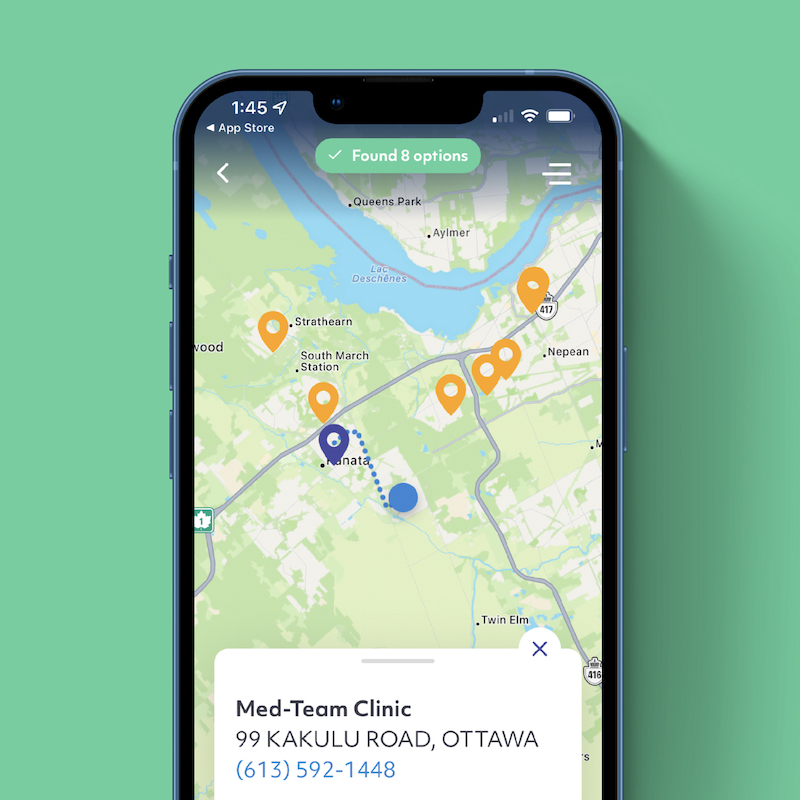 1:45
◀ App Store
Found 8 options
Queens Park
Aylmer
Lac
Deschênes
417
Strathearn
wood
South March
Station
Nepean
Kanata
M
1
Twin Elm
416
Med-Team Clinic
99 KAKULU ROAD, OTTAWA
(613) 592-1448
rs